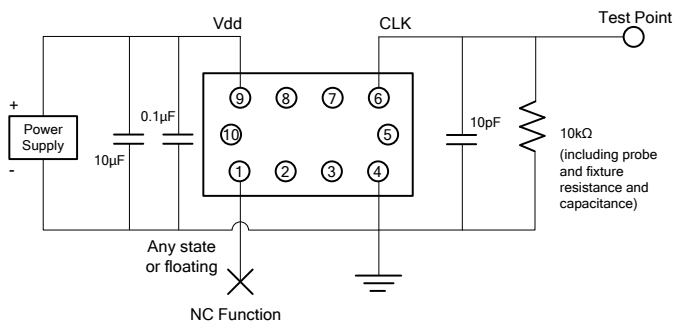 Vdd
CLK
Test Point
9
8
7
6
+
Power
Supply
-
10µF
0.1µF
10
5
10pF
10kΩ
(including probe
and fixture
resistance and
capacitance)
1
2
3
4
Any state
or floating
NC Function